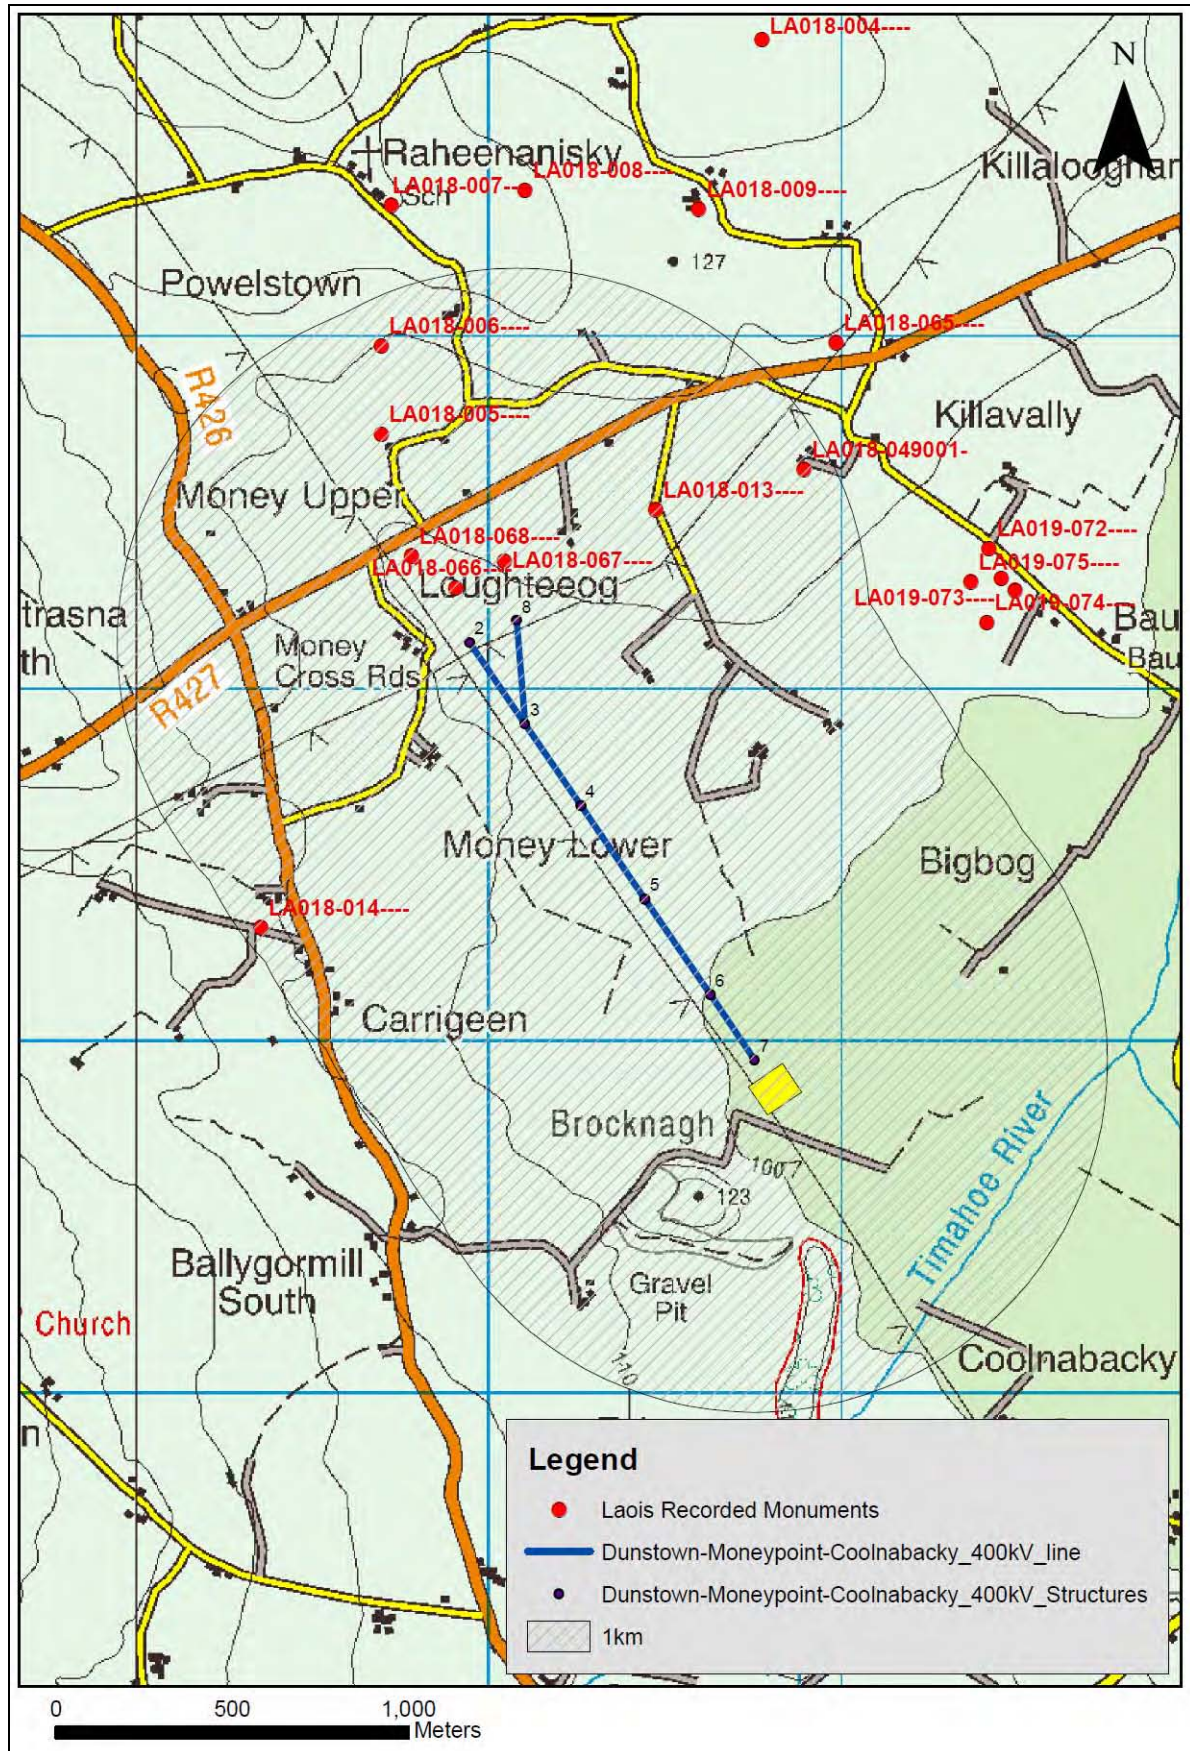 LA018-004----
N
Raheenanisky
LA018-008----
Killalooghan
LA018-007----
Sch
LA018-009----
127
Powelstown
LA018-006----
LA018-065----
R426
LA018-005----
Killavally
LA018-049001-
Money Upper
LA018-013----
LA018-068----
LA019-072----
LA018-066----
LA018-067----
LA019-075----
Loughteeog
LA019-073----
LA019-074----
trasna
th
8
2
Bau
Bau
Money
Cross Rds
R427
3
4
Money Lower
Bigbog
5
LA018-014----
6
Carrigeen
7
Brocknagh
100
123
Timahoe River
Ballygormill
South
Gravel
Pit
Church
110
Coolnabacky
n
Legend
Laois Recorded Monuments
Dunstown-Moneypoint-Coolnabacky_400kV_line
Dunstown-Moneypoint-Coolnabacky_400kV_Structures
1km
0 500 1,000
Meters